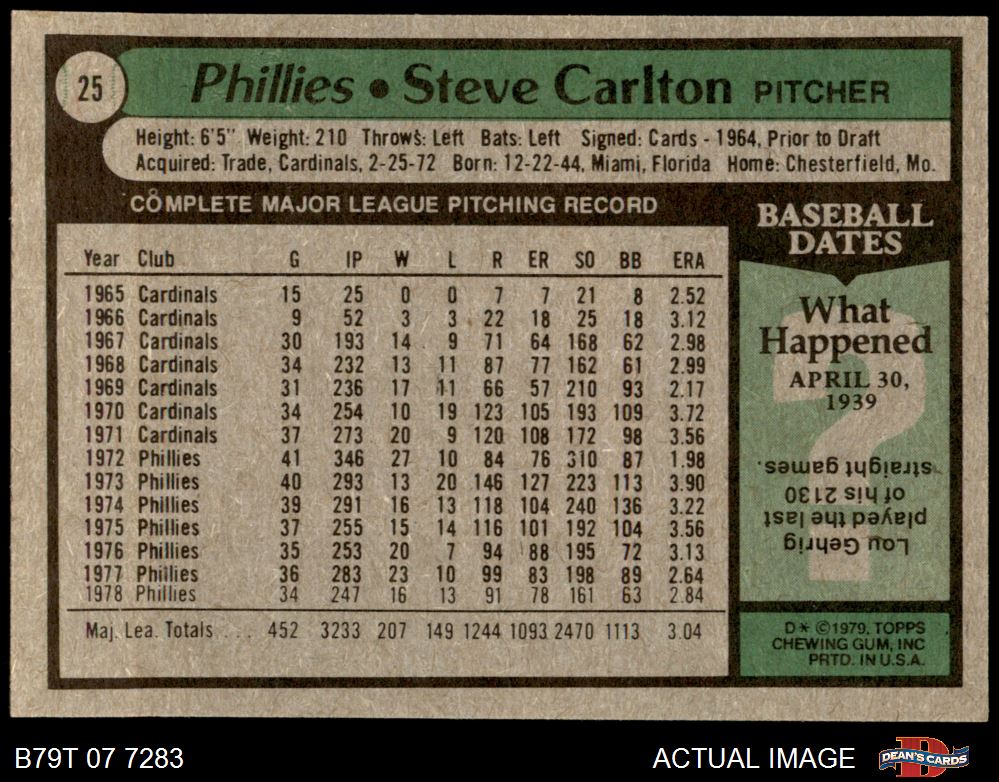 25
Phillies • Steve Carlton PITCHER
Height: 6'5" Weight: 210 Throws: Left Bats: Left Signed: Cards - 1964, Prior to Draft
Acquired: Trade, Cardinals, 2-25-72 Born: 12-22-44, Miami, Florida Home: Chesterfield, Mo.
COMPLETE MAJOR LEAGUE PITCHING RECORD
Year Club G IP W L R ER SO BB ERA
1965 Cardinals 15 25 0 0 7 7 21 8 2.52
1966 Cardinals 9 52 3 3 22 18 25 18 3.12
1967 Cardinals 30 193 14 9 71 64 168 62 2.98
1968 Cardinals 34 232 13 11 87 77 162 61 2.99
1969 Cardinals 31 236 17 11 66 57 210 93 2.17
1970 Cardinals 34 254 10 19 123 105 193 109 3.72
1971 Cardinals 37 273 20 9 120 108 172 98 3.56
1972 Phillies 41 346 27 10 84 76 310 87 1.98
1973 Phillies 40 293 13 20 146 127 223 113 3.90
1974 Phillies 39 291 16 13 118 104 240 136 3.22
1975 Phillies 37 255 15 14 116 101 192 104 3.56
1976 Phillies 35 253 20 7 94 88 195 72 3.13
1977 Phillies 36 283 23 10 99 83 198 89 2.64
1978 Phillies 34 247 16 13 91 78 161 63 2.84
Maj. Lea. Totals . . . 452 3233 207 149 1244 1093 2470 1113 3.04
BASEBALL
DATES
What
Happened
APRIL 30,
1939
?
Lou Gehrig
played the last
of his 2130
straight games.
D* ©1979, TOPPS
CHEWING GUM, INC
PRTD. IN U.S.A.
B79T 07 7283
ACTUAL IMAGE
D
DEAN'S CARDS